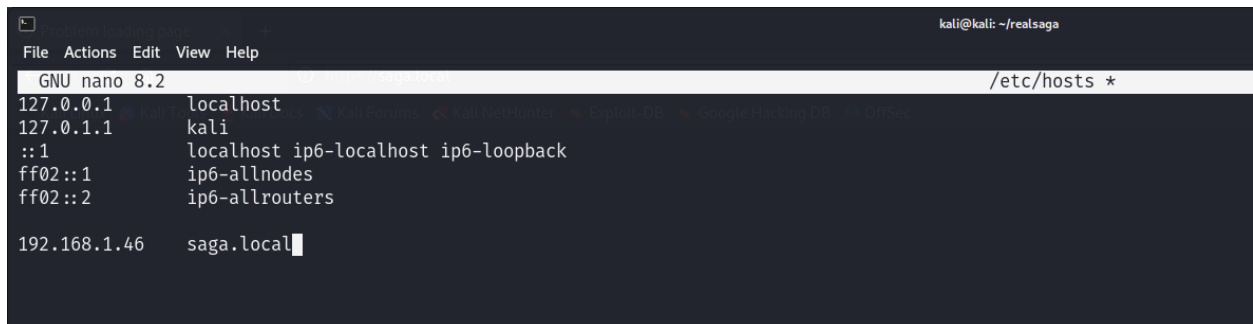 kali@kali: ~/realsaga
File Actions Edit View Help
GNU nano 8.2 /etc/hosts *
127.0.0.1 localhost
127.0.1.1 kali
::1 localhost ip6-localhost ip6-loopback
ff02::1 ip6-allnodes
ff02::2 ip6-allrouters
192.168.1.46 saga.local